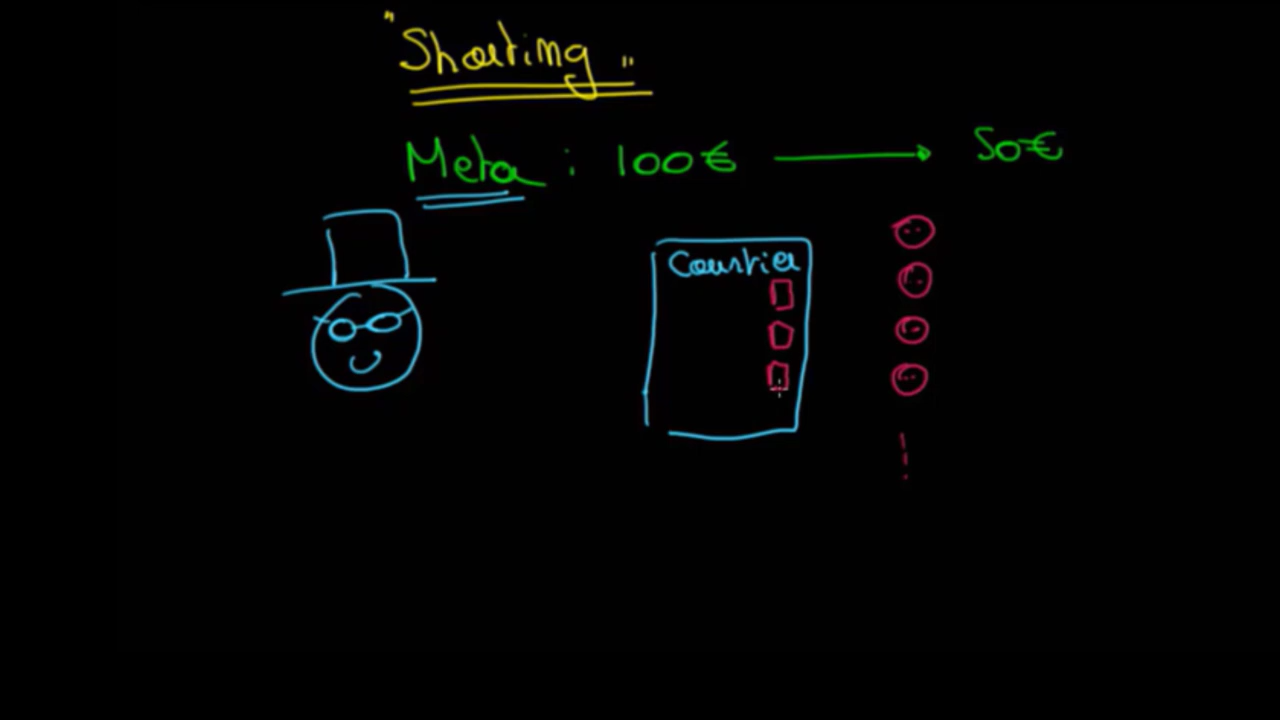 "Shorting"
Meta : 100€ → 50€
Courtier